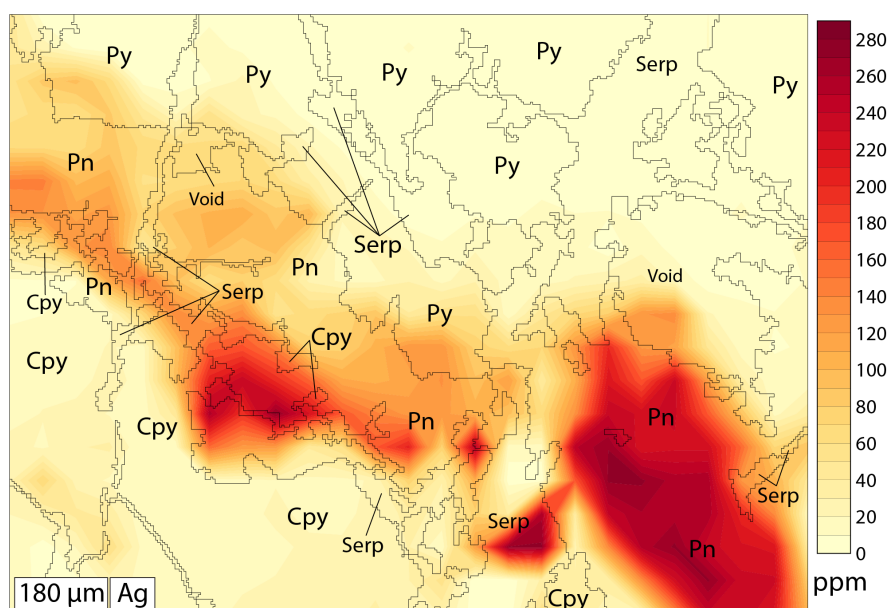 Py
Py
Py
Py
Serp
Py
280
260
240
220
200
180
160
140
120
100
80
60
40
20
0
ppm
Pn
Void
Py
Serp
Pn
Pn
Serp
Cpy
Void
Py
Cpy
Cpy
Pn
Pn
Cpy
Serp
Serp
Cpy
Serp
Pn
Cpy
180 µm
Ag